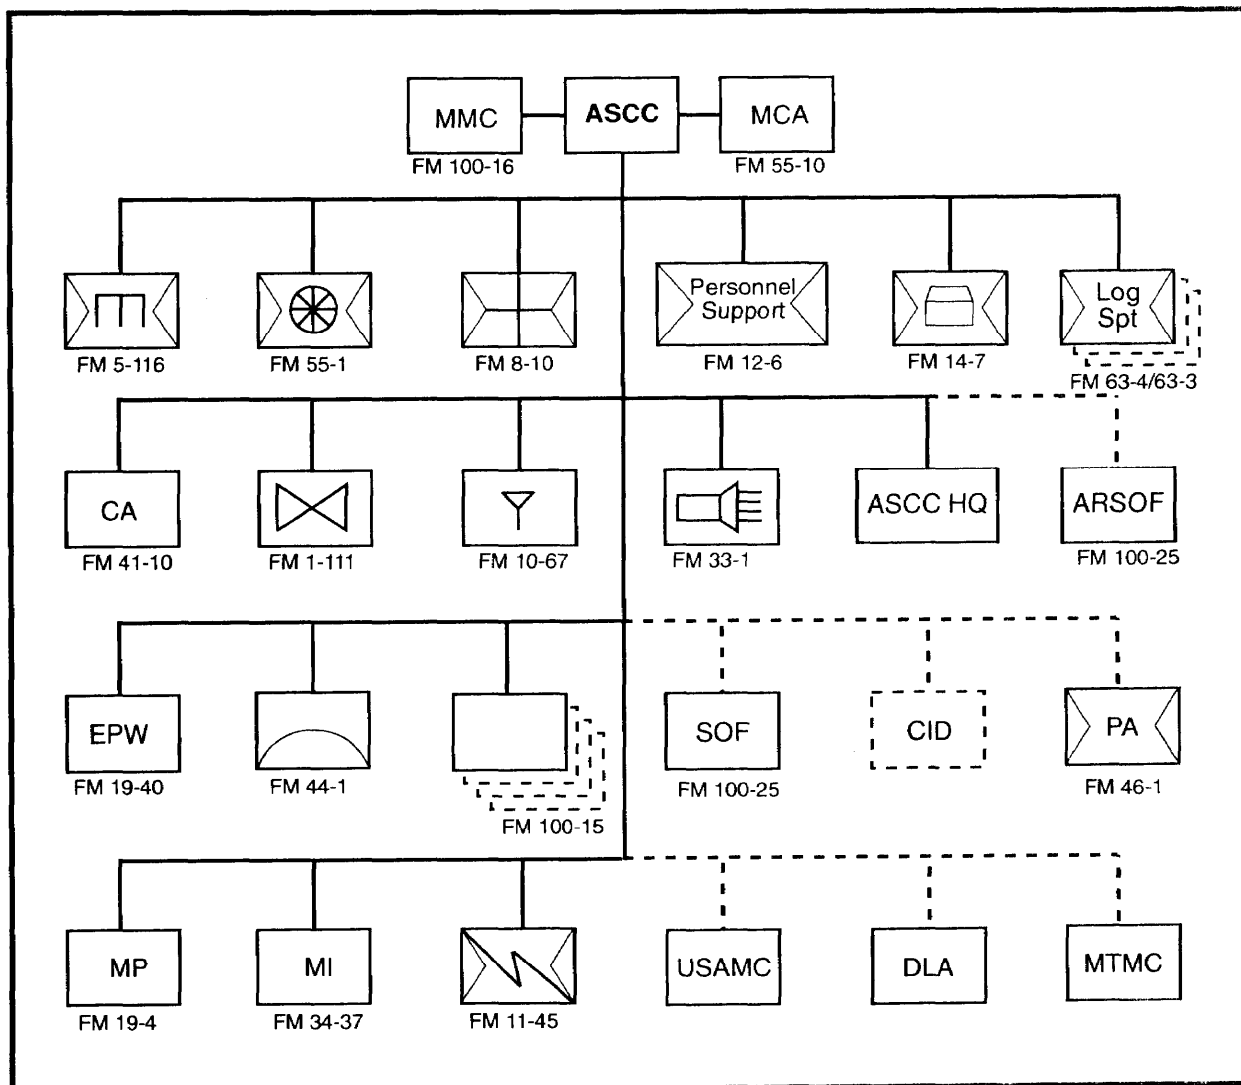 MMC
ASCC
MCA
FM 100-16
FM 55-10
Personnel
Support
Log
Spt
FM 5-116
FM 55-1
FM 8-10
FM 12-6
FM 14-7
FM 63-4/63-3
CA
ASCC HQ
ARSOF
FM 41-10
FM 1-111
FM 10-67
FM 33-1
FM 100-25
EPW
SOF
CID
PA
FM 19-40
FM 44-1
FM 100-15
FM 100-25
FM 46-1
MP
MI
USAMC
DLA
MTMC
FM 19-4
FM 34-37
FM 11-45